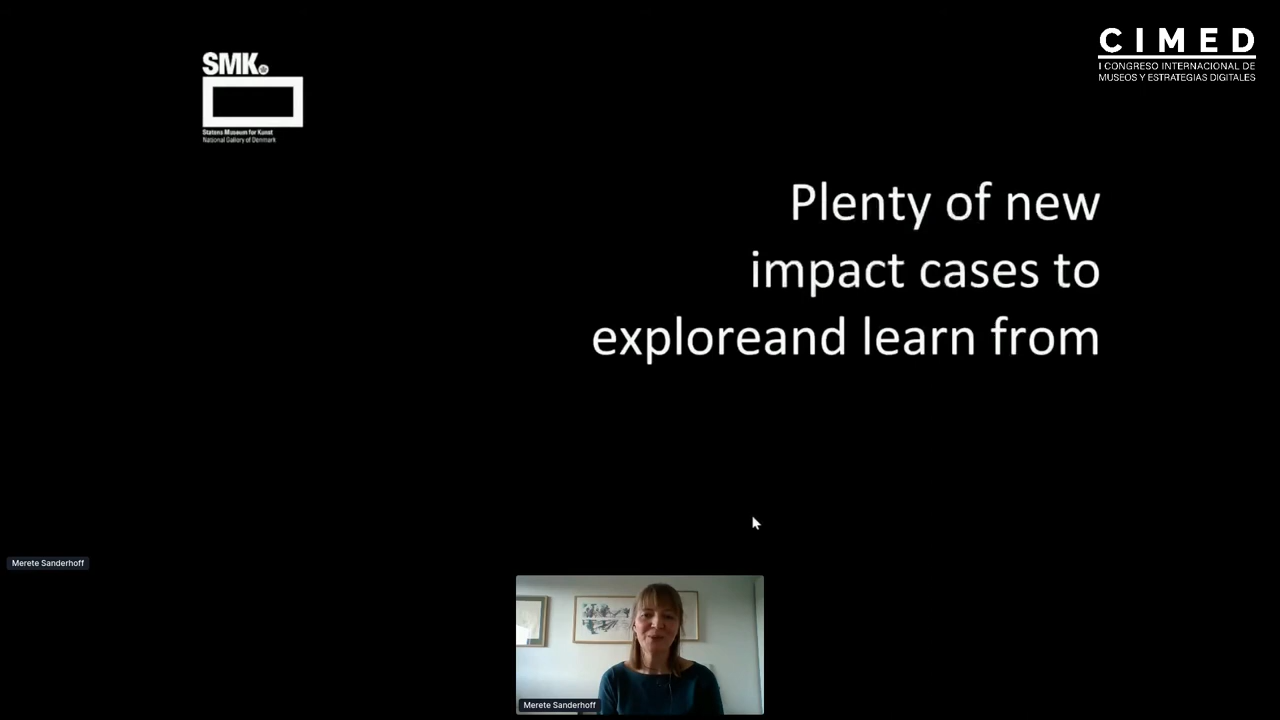 SMK
Statens Museum for Kunst
National Gallery of Denmark
CIMED
I CONGRESO INTERNACIONAL DE
MUSEOS Y ESTRATEGIAS DIGITALES
Plenty of new
impact cases to
exploreand learn from
Merete Sanderhoff
Merete Sanderhoff